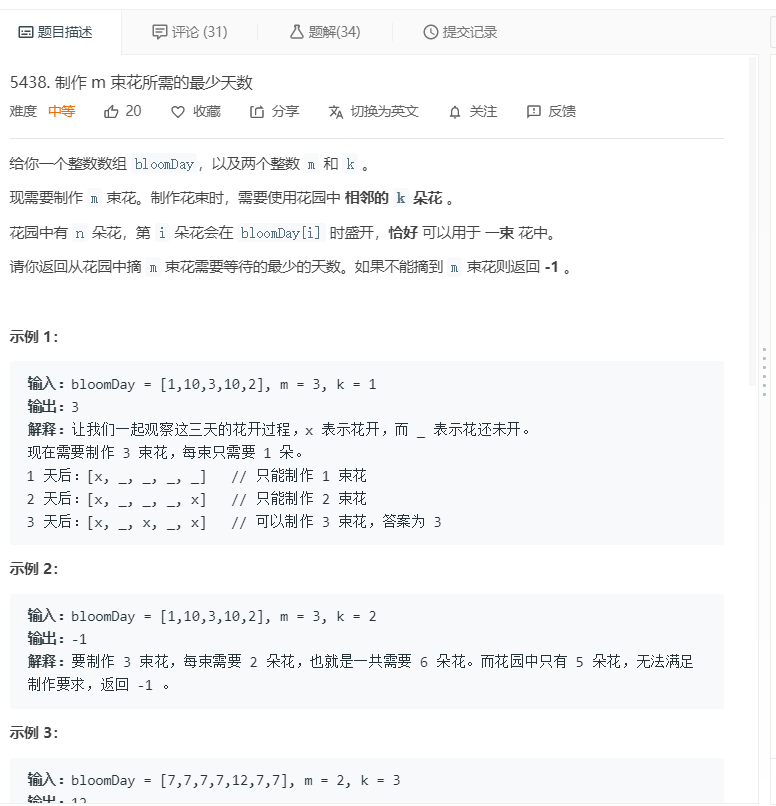 题目描述 评论 (31) 题解(34) 提交记录
5438. 制作 m 束花所需的最少天数
难度 中等 20 收藏 分享 切换为英文 关注 反馈
给你一个整数数组 bloomDay，以及两个整数 m 和 k 。
现需要制作 m 束花。制作花束时，需要使用花园中 相邻的 k 朵花 。
花园中有 n 朵花，第 i 朵花会在 bloomDay[i] 时盛开，恰好 可以用于 一束 花中。
请你返回从花园中摘 m 束花需要等待的最少的天数。如果不能摘到 m 束花则返回 -1 。
示例 1：
输入：bloomDay = [1,10,3,10,2], m = 3, k = 1
输出：3
解释：让我们一起观察这三天的花开过程，x 表示花开，而 _ 表示花还未开。
现在需要制作 3 束花，每束只需要 1 朵。
1 天后：[x, _, _, _, _]   // 只能制作 1 束花
2 天后：[x, _, _, _, x]   // 只能制作 2 束花
3 天后：[x, _, x, _, x]   // 可以制作 3 束花，答案为 3
示例 2：
输入：bloomDay = [1,10,3,10,2], m = 3, k = 2
输出：-1
解释：要制作 3 束花，每束需要 2 朵花，也就是一共需要 6 朵花。而花园中只有 5 朵花，无法满足
制作要求，返回 -1 。
示例 3：
输入：bloomDay = [7,7,7,7,12,7,7], m = 2, k = 3
输出：12